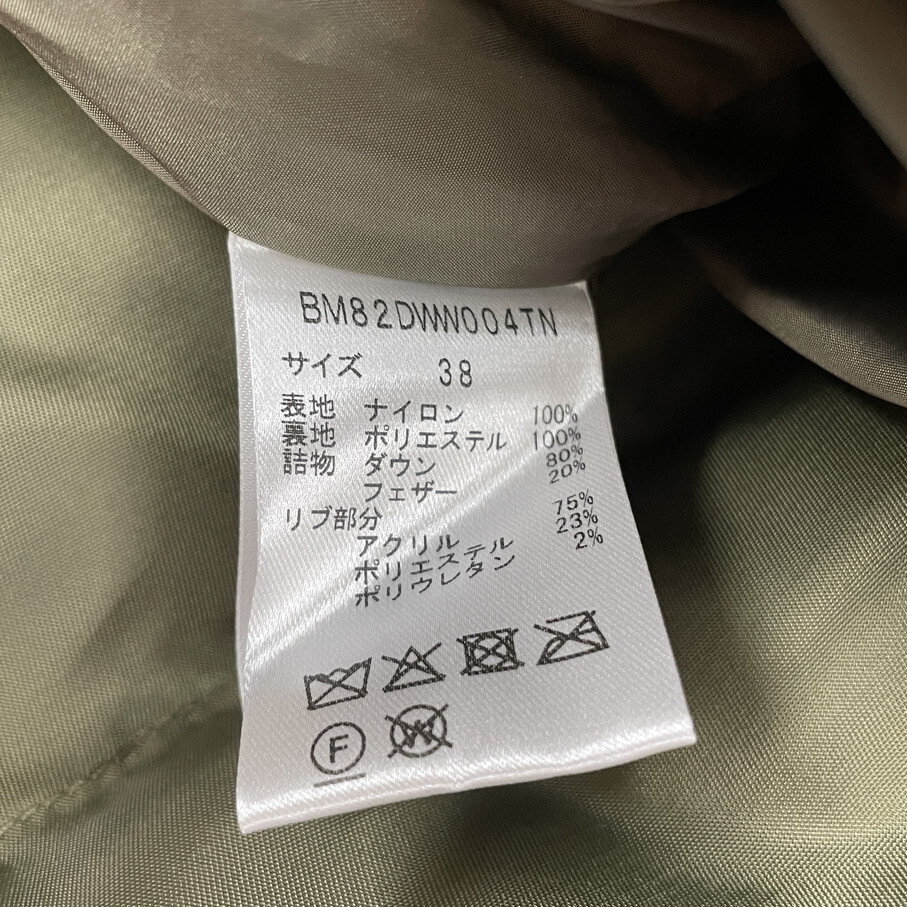 BM82DWW004TN
サイズ 38
表地 ナイロン 100%
裏地 ポリエステル 100%
詰物 ダウン 80%
フェザー 20%
リブ部分
アクリル 75%
ポリエステル 23%
ポリウレタン 2%
F W